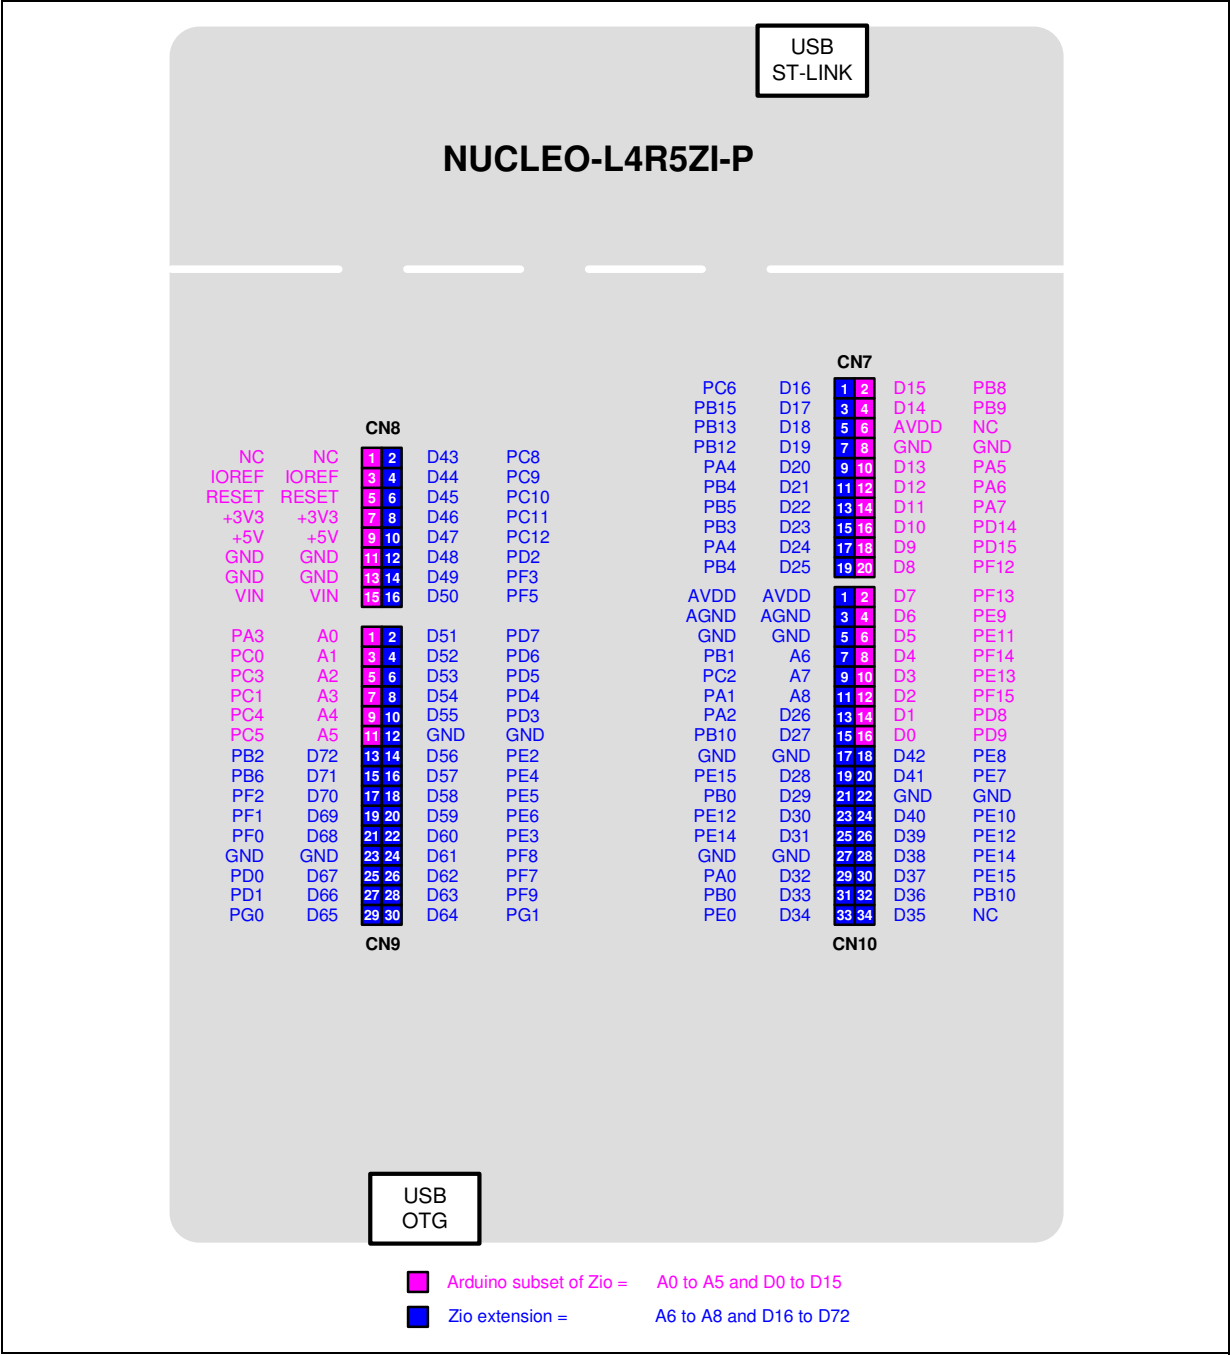 USB
ST-LINK
NUCLEO-L4R5ZI-P
CN8
NC NC 1 2 D43 PC8
IOREF IOREF 3 4 D44 PC9
RESET RESET 5 6 D45 PC10
+3V3 +3V3 7 8 D46 PC11
+5V +5V 9 10 D47 PC12
GND GND 11 12 D48 PD2
GND GND 13 14 D49 PF3
VIN VIN 15 16 D50 PF5
PA3 A0 1 2 D51 PD7
PC0 A1 3 4 D52 PD6
PC3 A2 5 6 D53 PD5
PC1 A3 7 8 D54 PD4
PC4 A4 9 10 D55 PD3
PC5 A5 11 12 GND GND
PB2 D72 13 14 D56 PE2
PB6 D71 15 16 D57 PE4
PF2 D70 17 18 D58 PE5
PF1 D69 19 20 D59 PE6
PF0 D68 21 22 D60 PE3
GND GND 23 24 D61 PF8
PD0 D67 25 26 D62 PF7
PD1 D66 27 28 D63 PF9
PG0 D65 29 30 D64 PG1
CN9
CN7
PC6 D16 1 2 D15 PB8
PB15 D17 3 4 D14 PB9
PB13 D18 5 6 AVDD NC
PB12 D19 7 8 GND GND
PA4 D20 9 10 D13 PA5
PB4 D21 11 12 D12 PA6
PB5 D22 13 14 D11 PA7
PB3 D23 15 16 D10 PD14
PA4 D24 17 18 D9 PD15
PB4 D25 19 20 D8 PF12
AVDD AVDD 1 2 D7 PF13
AGND AGND 3 4 D6 PE9
GND GND 5 6 D5 PE11
PB1 A6 7 8 D4 PF14
PC2 A7 9 10 D3 PE13
PA1 A8 11 12 D2 PF15
PA2 D26 13 14 D1 PD8
PB10 D27 15 16 D0 PD9
GND GND 17 18 D42 PE8
PE15 D28 19 20 D41 PE7
PB0 D29 21 22 GND GND
PE12 D30 23 24 D40 PE10
PE14 D31 25 26 D39 PE12
GND GND 27 28 D38 PE14
PA0 D32 29 30 D37 PE15
PB0 D33 31 32 D36 PB10
PE0 D34 33 34 D35 NC
CN10
USB
OTG
Arduino subset of Zio = A0 to A5 and D0 to D15
Zio extension = A6 to A8 and D16 to D72